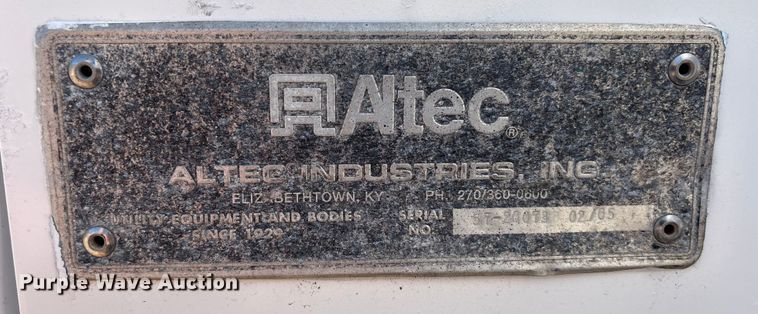 Altec®
ALTEC INDUSTRIES, INC.
ELIZABETHTOWN, KY PH. 270/360-0600
UTILITY EQUIPMENT AND BODIES SERIAL 02/05
SINCE 1929 NO.
Purple Wave Auction